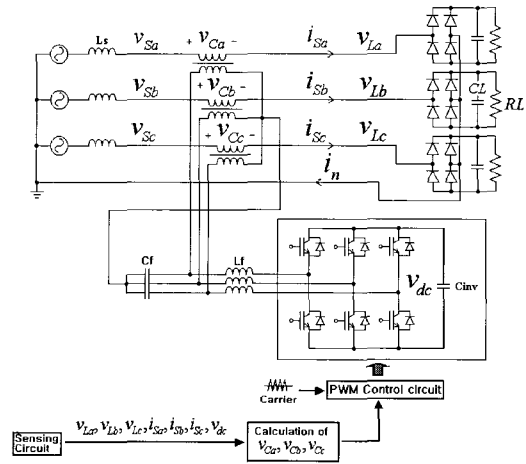 Ls
v_Sa
+ v_Ca -
i_Sa
v_La
v_Sb
+ v_Cb -
i_Sb
v_Lb
CL
RL
v_Sc
+ v_Cc -
i_Sc
v_Lc
i_n
Cf
Lf
v_dc
Cinv
Carrier
PWM Control circuit
Sensing
Circuit
v_La, v_Lb, v_Lc, i_Sa, i_Sb, i_Sc, v_dc
Calculation of
v_Ca, v_Cb, v_Cc